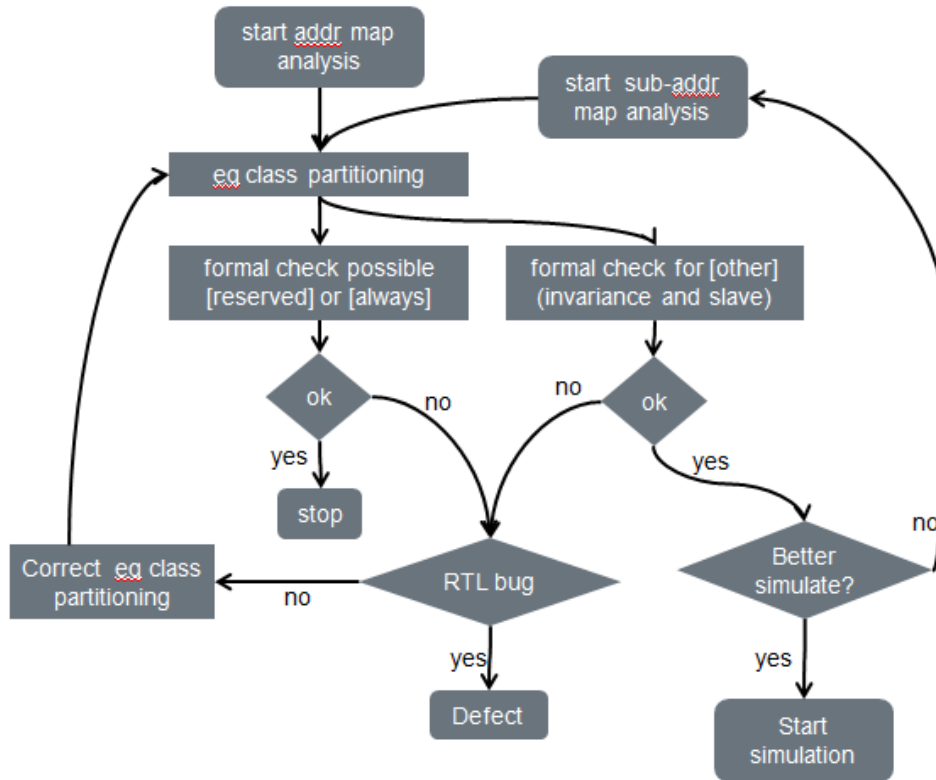 start addr map
analysis
start sub-addr
map analysis
eq class partitioning
formal check possible
[reserved] or [always]
formal check for [other]
(invariance and slave)
ok
no
no
ok
yes
yes
stop
no
Correct eq class
partitioning
no
RTL bug
Better
simulate?
yes
yes
Defect
Start
simulation